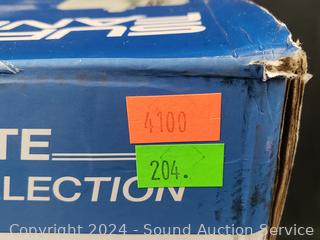 4100
204.
TE
LECTION
Copyright 2024 - Sound Auction Service